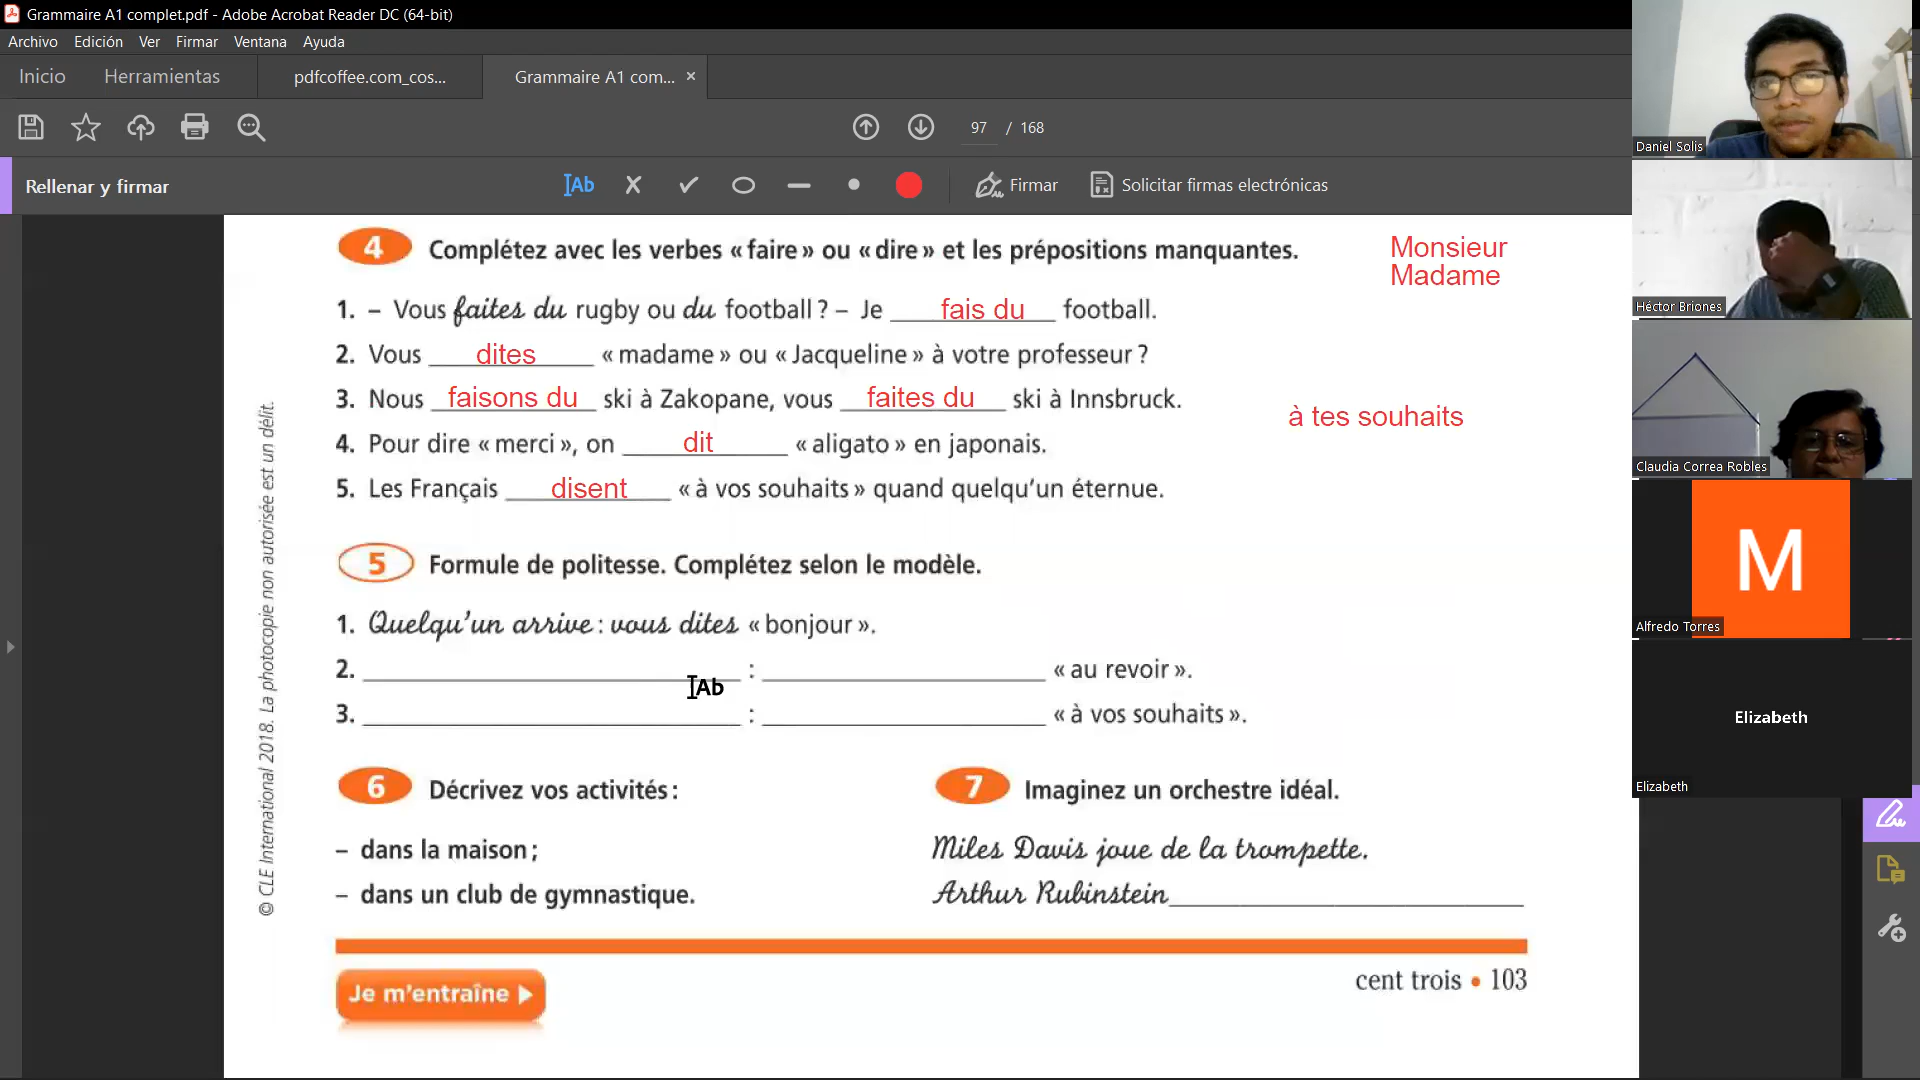 Grammaire A1 complet.pdf - Adobe Acrobat Reader DC (64-bit)
Archivo Edición Ver Firmar Ventana Ayuda
Inicio Herramientas pdfcoffee.com_cos... Grammaire A1 com... ×
97 / 168
Rellenar y firmar Ab Firmar Solicitar firmas electrónicas
4 Complétez avec les verbes « faire » ou « dire » et les prépositions manquantes.
Monsieur
Madame
1. – Vous faites du rugby ou du football ? – Je fais du football.
2. Vous dites « madame » ou « Jacqueline » à votre professeur ?
3. Nous faisons du ski à Zakopane, vous faites du ski à Innsbruck.
à tes souhaits
4. Pour dire « merci », on dit « aligato » en japonais.
5. Les Français disent « à vos souhaits » quand quelqu'un éternue.
5 Formule de politesse. Complétez selon le modèle.
1. Quelqu'un arrive : vous dites « bonjour ».
2. ____ : ____ « au revoir ».
Ab
3. ____ : ____ « à vos souhaits ».
6 Décrivez vos activités :
– dans la maison ;
– dans un club de gymnastique.
7 Imaginez un orchestre idéal.
Miles Davis joue de la trompette.
Arthur Rubinstein____
Je m'entraîne
cent trois • 103
© CLE International 2018. La photocopie non autorisée est un délit.
Daniel Solis
Héctor Briones
Claudia Correa Robles
M
Alfredo Torres
Elizabeth
Elizabeth